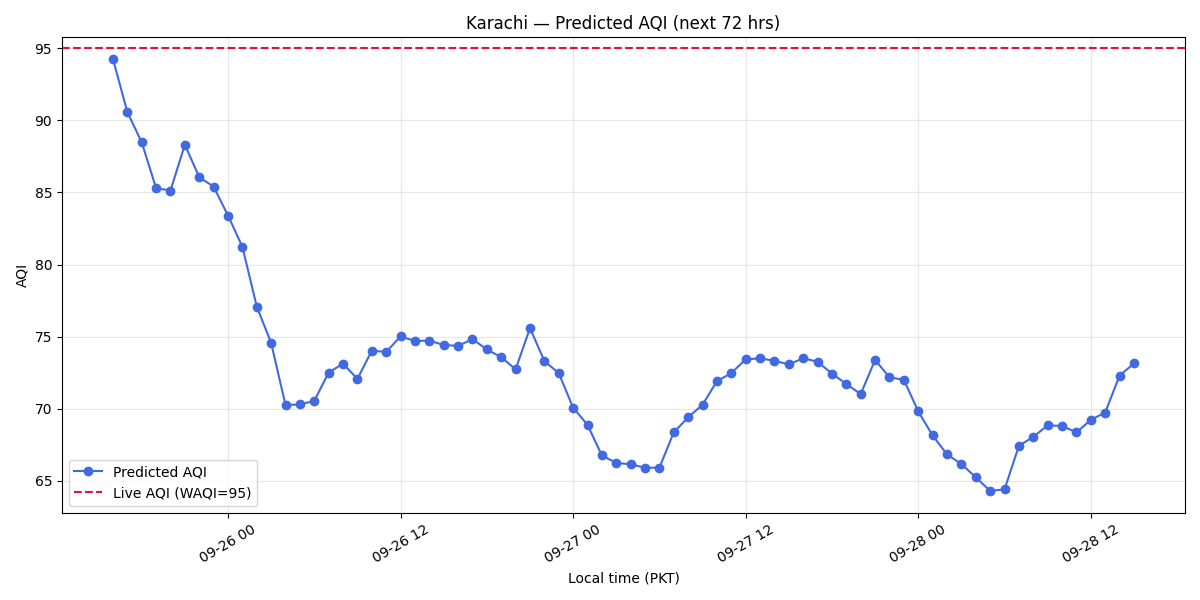 Karachi — Predicted AQI (next 72 hrs)
95
90
85
80
75
70
65
AQI
Predicted AQI
Live AQI (WAQI=95)
09-26 00
09-26 12
09-27 00
09-27 12
09-28 00
09-28 12
Local time (PKT)